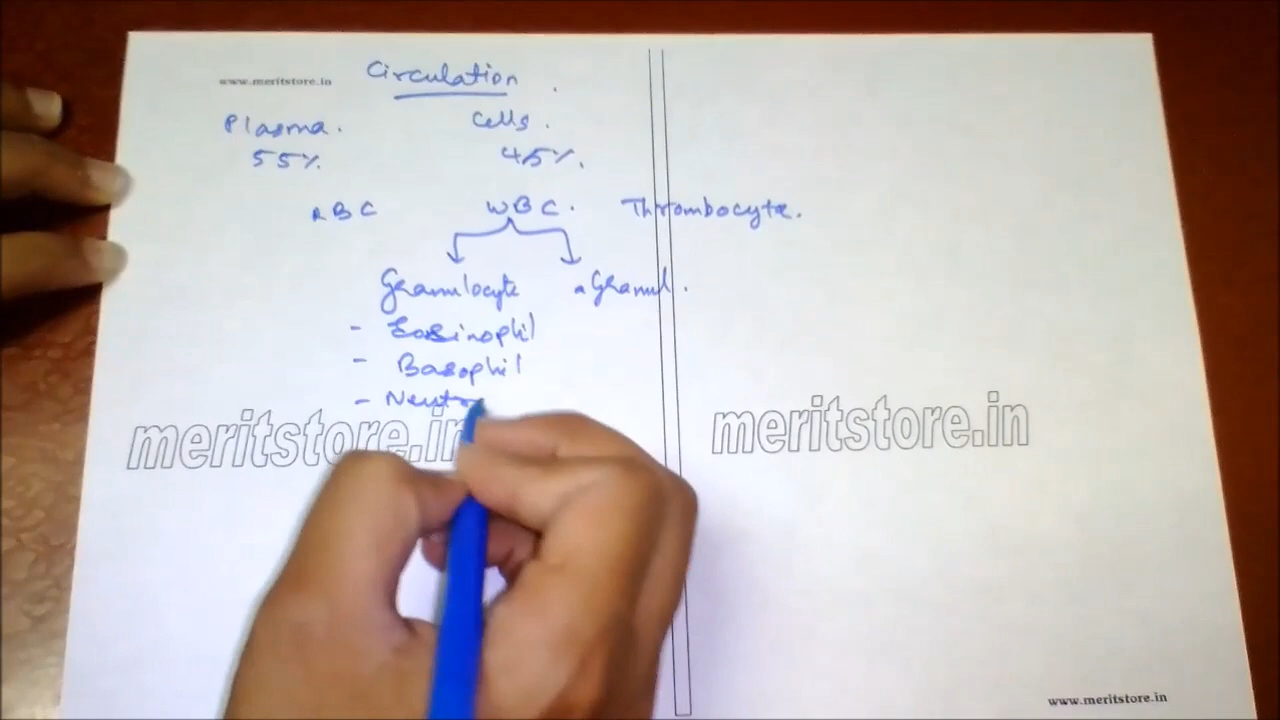 www.meritstore.in Circulation
Plasma. Cells.
55% 45%.
RBC WBC. Thrombocyte.
Granulocyte aGranul.
- Eosinophil
- Basophil
- Neutro
meritstore.in meritstore.in
www.meritstore.in